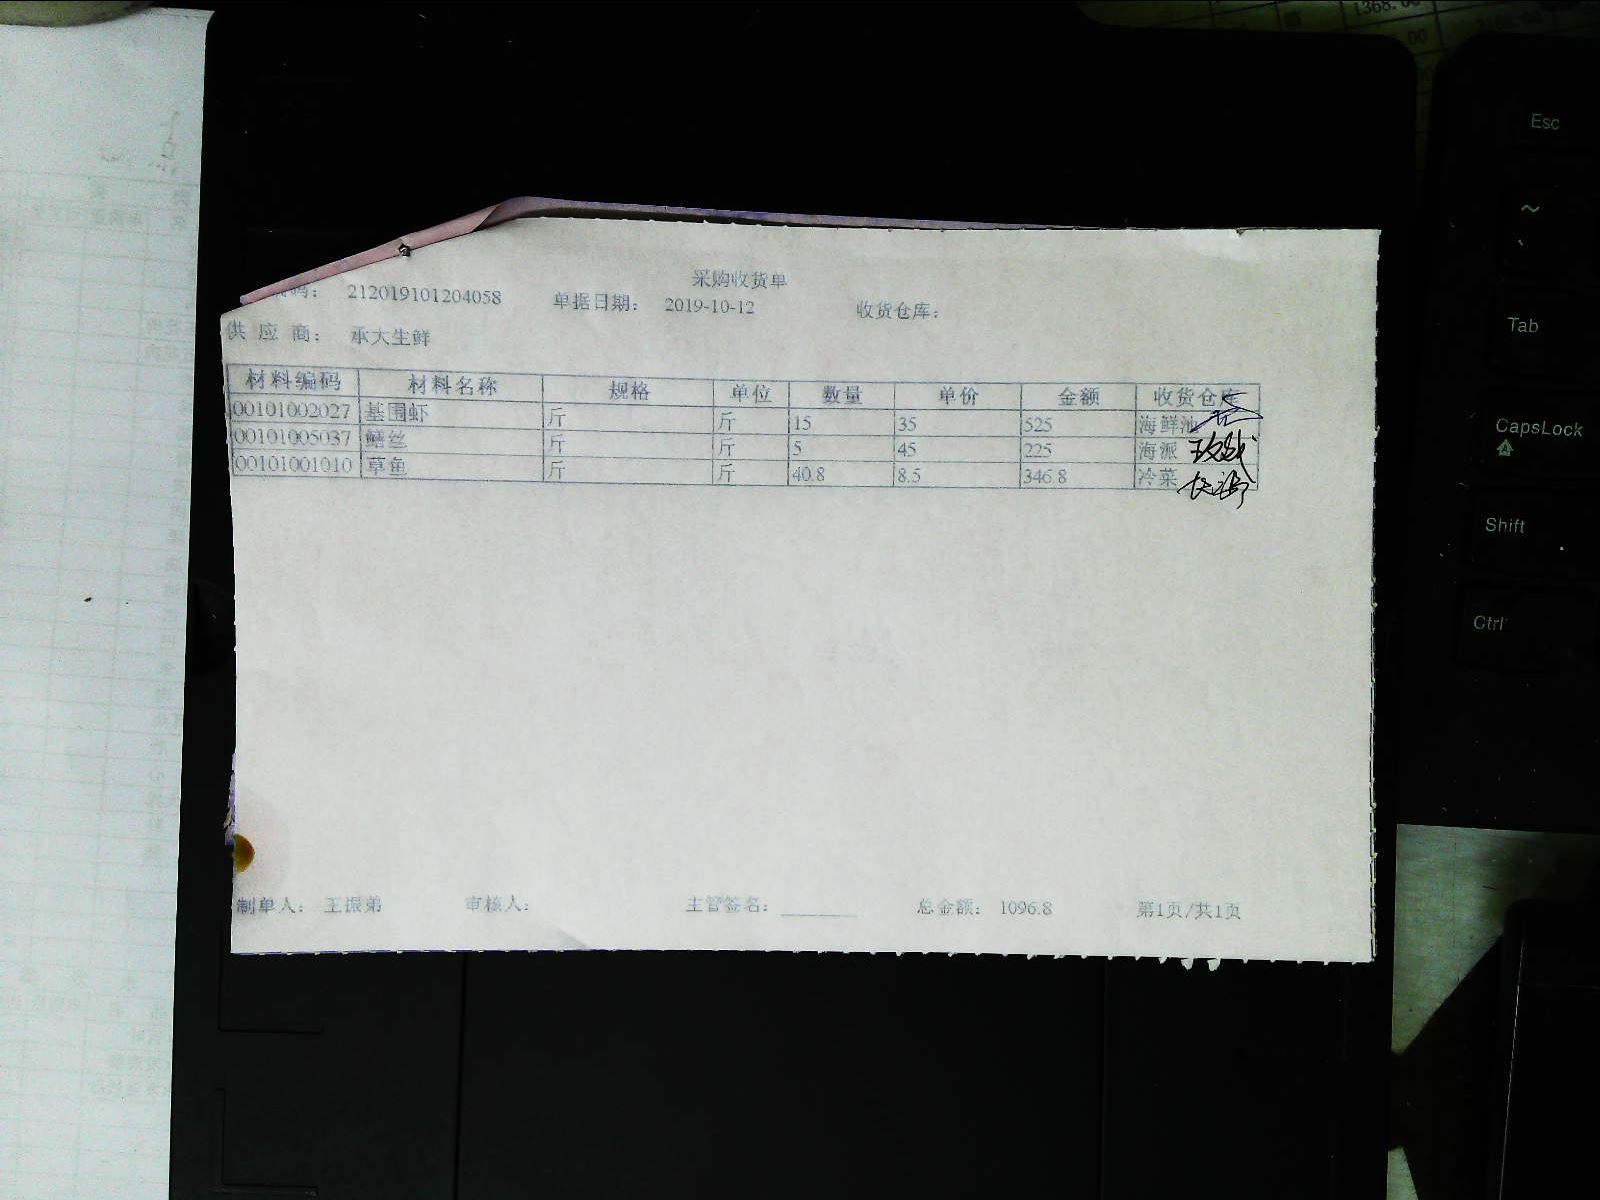 1368.00
采购收货单
码: 212019101204058 单据日期: 2019-10-12 收货仓库:
供 应 商: 承大生鲜
材料编码 材料名称 规格 单位 数量 单价 金额 收货仓库
00101002027 基围虾 斤 斤 15 35 525 海鲜池
00101005037 鳝丝 斤 斤 5 45 225 海派
00101001010 草鱼 斤 斤 40.8 8.5 346.8 冷菜
制单人: 王振弟 审核人: 主管签名: 总金额: 1096.8 第1页/共1页
Esc
~
Tab
CapsLock
Shift
Ctrl